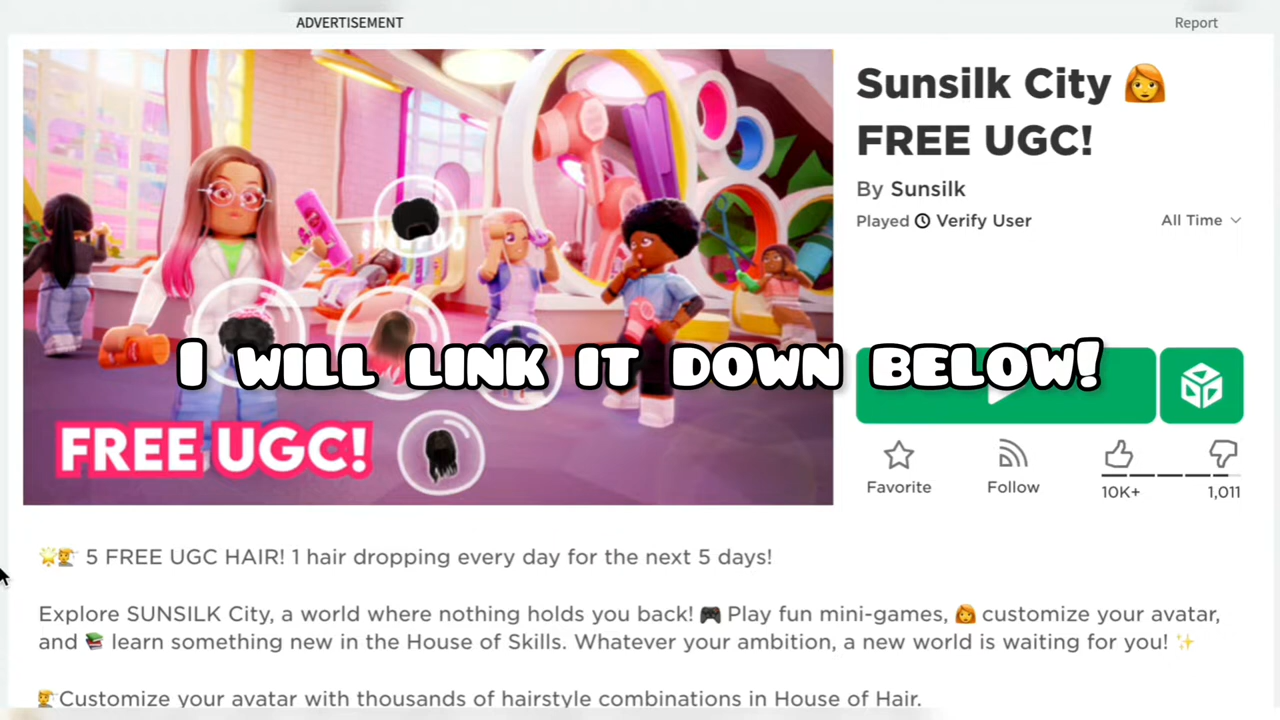 ADVERTISEMENT
Report
Sunsilk City 👩‍🦰
FREE UGC!
By Sunsilk
Played Verify User
All Time
I WILL LINK IT DOWN BELOW!
FREE UGC!
Favorite
Follow
10K+
1,011
🌟💇 5 FREE UGC HAIR! 1 hair dropping every day for the next 5 days!
Explore SUNSILK City, a world where nothing holds you back! 🎮 Play fun mini-games, 👩‍🦰 customize your avatar,
and 📚 learn something new in the House of Skills. Whatever your ambition, a new world is waiting for you! ✨
💇Customize your avatar with thousands of hairstyle combinations in House of Hair.